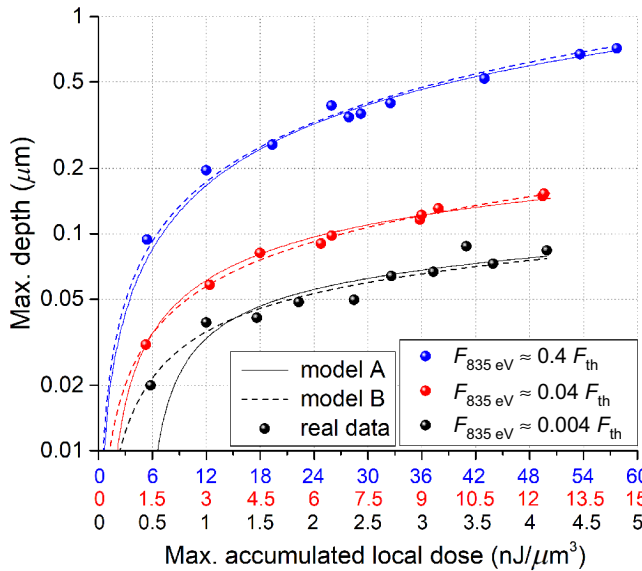 1
0.5
0.2
0.1
0.05
0.02
0.01
Max. depth (μm)
model A
model B
real data
F835 eV ≈ 0.4 Fth
F835 eV ≈ 0.04 Fth
F835 eV ≈ 0.004 Fth
0 6 12 18 24 30 36 42 48 54 60
0 1.5 3 4.5 6 7.5 9 10.5 12 13.5 15
0 0.5 1 1.5 2 2.5 3 3.5 4 4.5 5
Max. accumulated local dose (nJ/μm³)